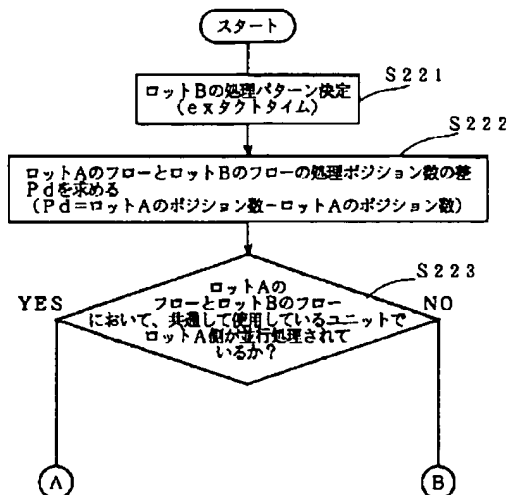 スタート
S221
ロットBの処理パターン決定
(exタクトタイム)
S222
ロットAのフローとロットBのフローの処理ポジション数の差
Pdを求める
(Pd=ロットAのポジション数-ロットAのポジション数)
S223
ロットAの
フローとロットBのフロー
において、共通して使用しているユニットで
ロットA側が並行処理されて
いるか?
YES
NO
A
B